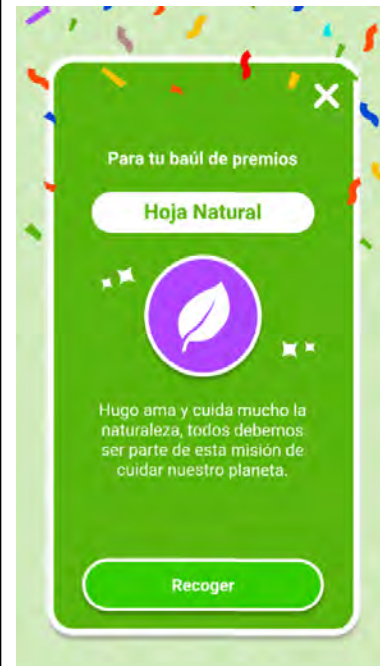 Para tu baúl de premios
Hoja Natural
Hugo ama y cuida mucho la
naturaleza, todos debemos
ser parte de esta misión de
cuidar nuestro planeta.
Recoger